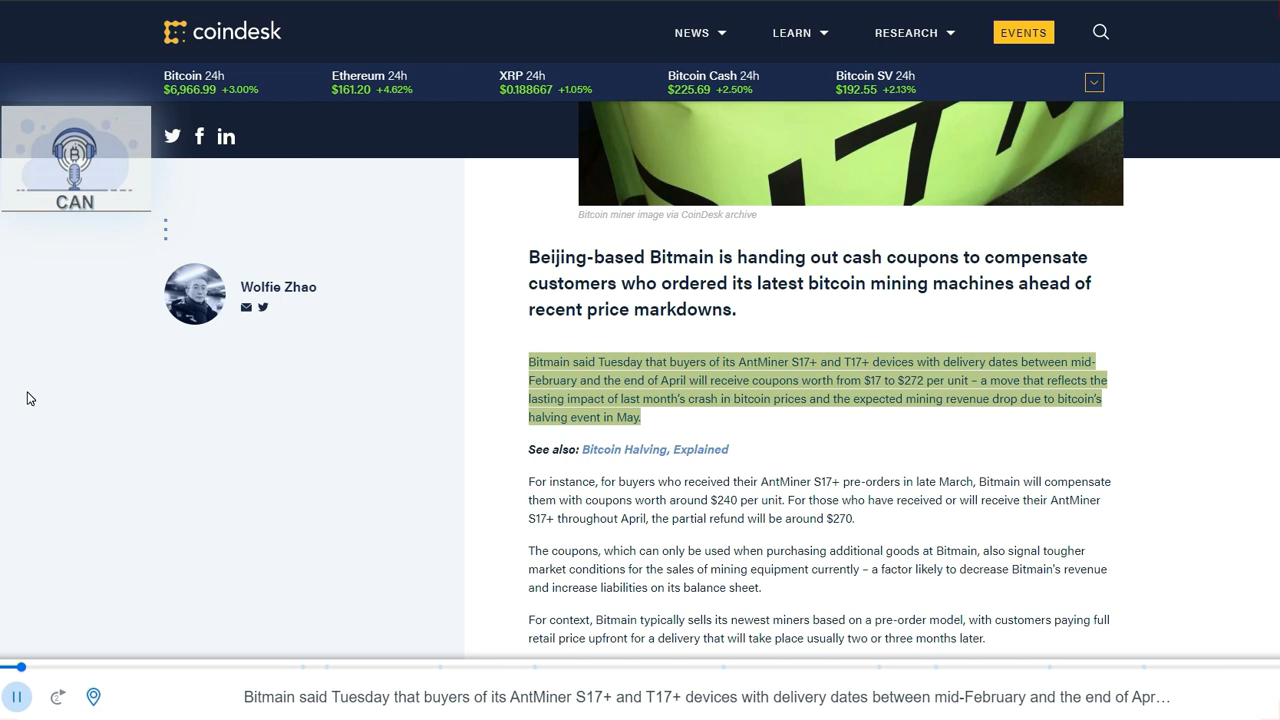 coindesk
NEWS LEARN RESEARCH EVENTS
Bitcoin 24h Ethereum 24h XRP 24h Bitcoin Cash 24h Bitcoin SV 24h
$6,966.99 +3.00% $161.20 +4.62% $0.188667 +1.05% $225.69 +2.50% $192.55 +2.13%
CAN
S17+
Bitcoin miner image via CoinDesk archive
Wolfie Zhao
Beijing-based Bitmain is handing out cash coupons to compensate
customers who ordered its latest bitcoin mining machines ahead of
recent price markdowns.
Bitmain said Tuesday that buyers of its AntMiner S17+ and T17+ devices with delivery dates between mid-
February and the end of April will receive coupons worth from $17 to $272 per unit – a move that reflects the
lasting impact of last month's crash in bitcoin prices and the expected mining revenue drop due to bitcoin's
halving event in May.
See also: Bitcoin Halving, Explained
For instance, for buyers who received their AntMiner S17+ pre-orders in late March, Bitmain will compensate
them with coupons worth around $240 per unit. For those who have received or will receive their AntMiner
S17+ throughout April, the partial refund will be around $270.
The coupons, which can only be used when purchasing additional goods at Bitmain, also signal tougher
market conditions for the sales of mining equipment currently – a factor likely to decrease Bitmain's revenue
and increase liabilities on its balance sheet.
For context, Bitmain typically sells its newest miners based on a pre-order model, with customers paying full
retail price upfront for a delivery that will take place usually two or three months later.
Bitmain said Tuesday that buyers of its AntMiner S17+ and T17+ devices with delivery dates between mid-February and the end of Apr…